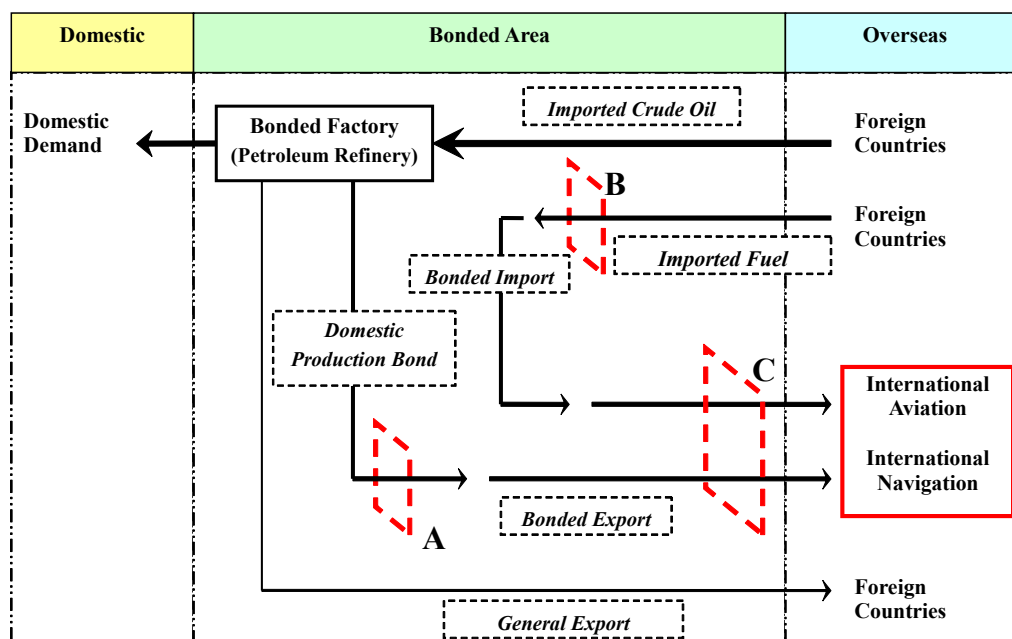 Domestic
Bonded Area
Overseas
Imported Crude Oil
Domestic
Demand
Bonded Factory
(Petroleum Refinery)
Foreign
Countries
B
Foreign
Countries
Imported Fuel
Bonded Import
Domestic
Production Bond
C
International
Aviation
International
Navigation
Bonded Export
A
Foreign
Countries
General Export